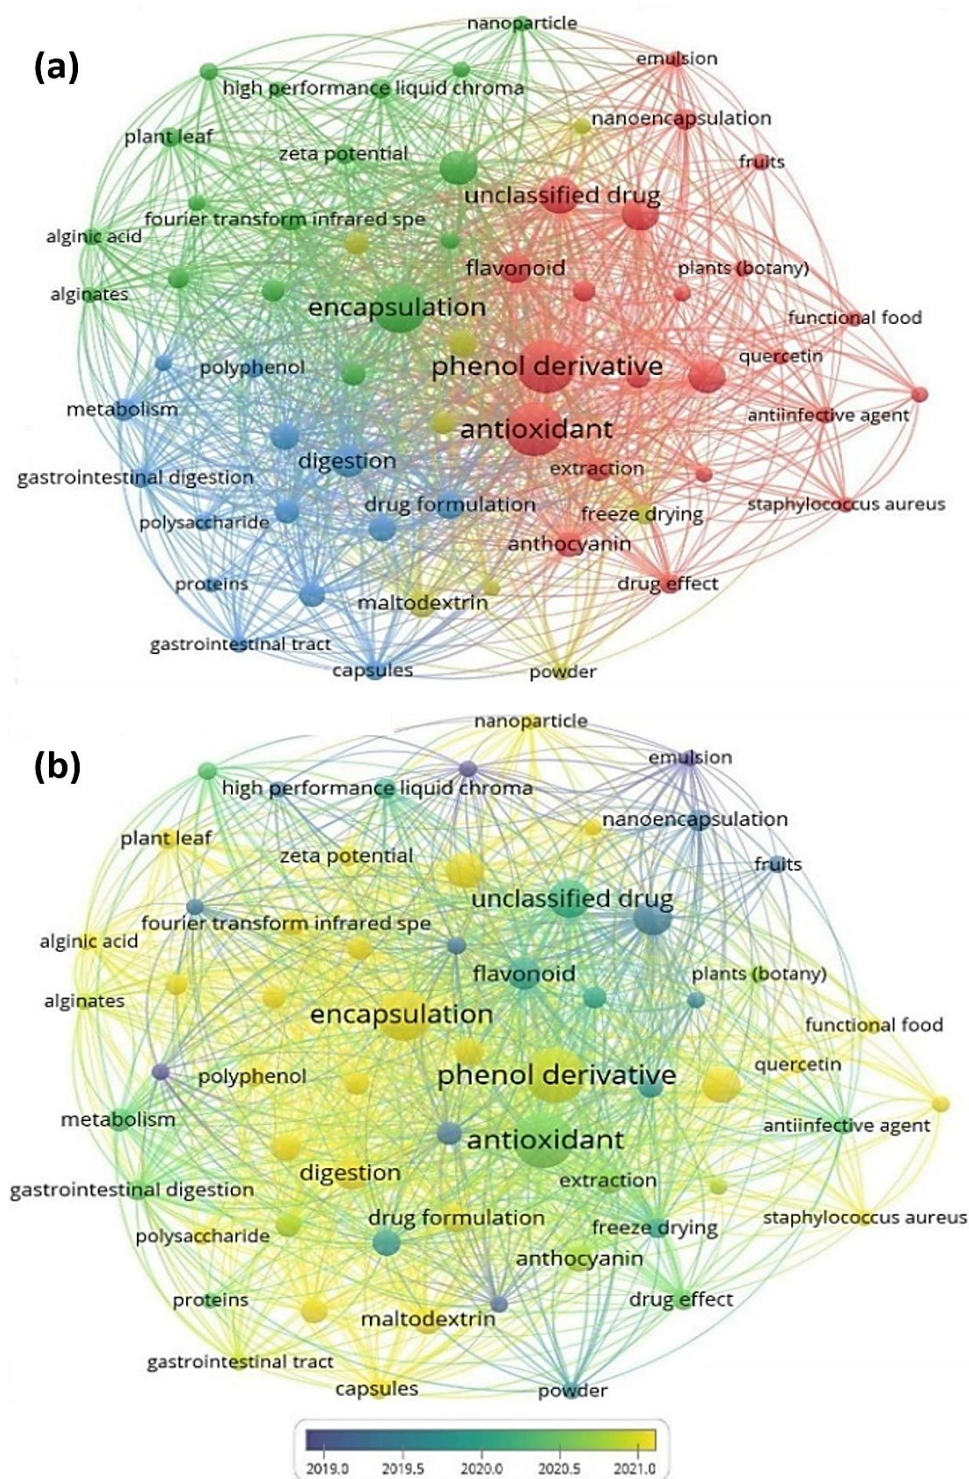 (a)
nanoparticle
emulsion
high performance liquid chroma
nanoencapsulation
plant leaf
zeta potential
fruits
unclassified drug
fourier transform infrared spe
alginic acid
flavonoid
plants (botany)
alginates
encapsulation
functional food
quercetin
polyphenol
phenol derivative
metabolism
antiinfective agent
antioxidant
digestion
extraction
gastrointestinal digestion
drug formulation
staphylococcus aureus
freeze drying
polysaccharide
anthocyanin
proteins
drug effect
maltodextrin
gastrointestinal tract
capsules
powder
(b)
nanoparticle
emulsion
high performance liquid chroma
nanoencapsulation
plant leaf
zeta potential
fruits
unclassified drug
fourier transform infrared spe
alginic acid
flavonoid
plants (botany)
alginates
encapsulation
functional food
quercetin
polyphenol
phenol derivative
metabolism
antiinfective agent
antioxidant
digestion
extraction
gastrointestinal digestion
drug formulation
staphylococcus aureus
freeze drying
polysaccharide
anthocyanin
proteins
drug effect
maltodextrin
gastrointestinal tract
capsules
powder
2019.0 2019.5 2020.0 2020.5 2021.0